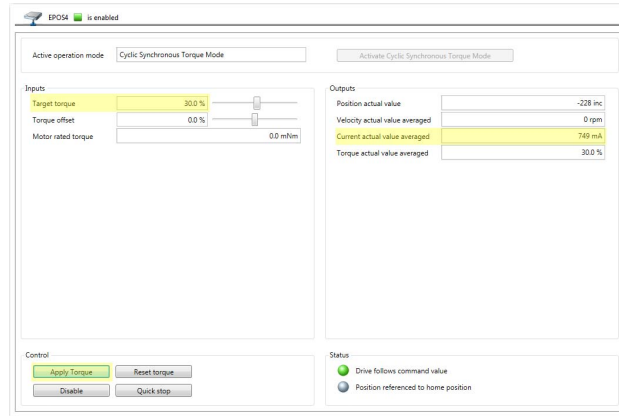 EPOS4 is enabled
Active operation mode Cyclic Synchronous Torque Mode Activate Cyclic Synchronous Torque Mode
Inputs
Target torque 30.0 %
Torque offset 0.0 %
Motor rated torque 0.0 mNm
Outputs
Position actual value -228 inc
Velocity actual value averaged 0 rpm
Current actual value averaged 749 mA
Torque actual value averaged 30.0 %
Control
Apply Torque Reset torque
Disable Quick stop
Status
Drive follows command value
Position referenced to home position